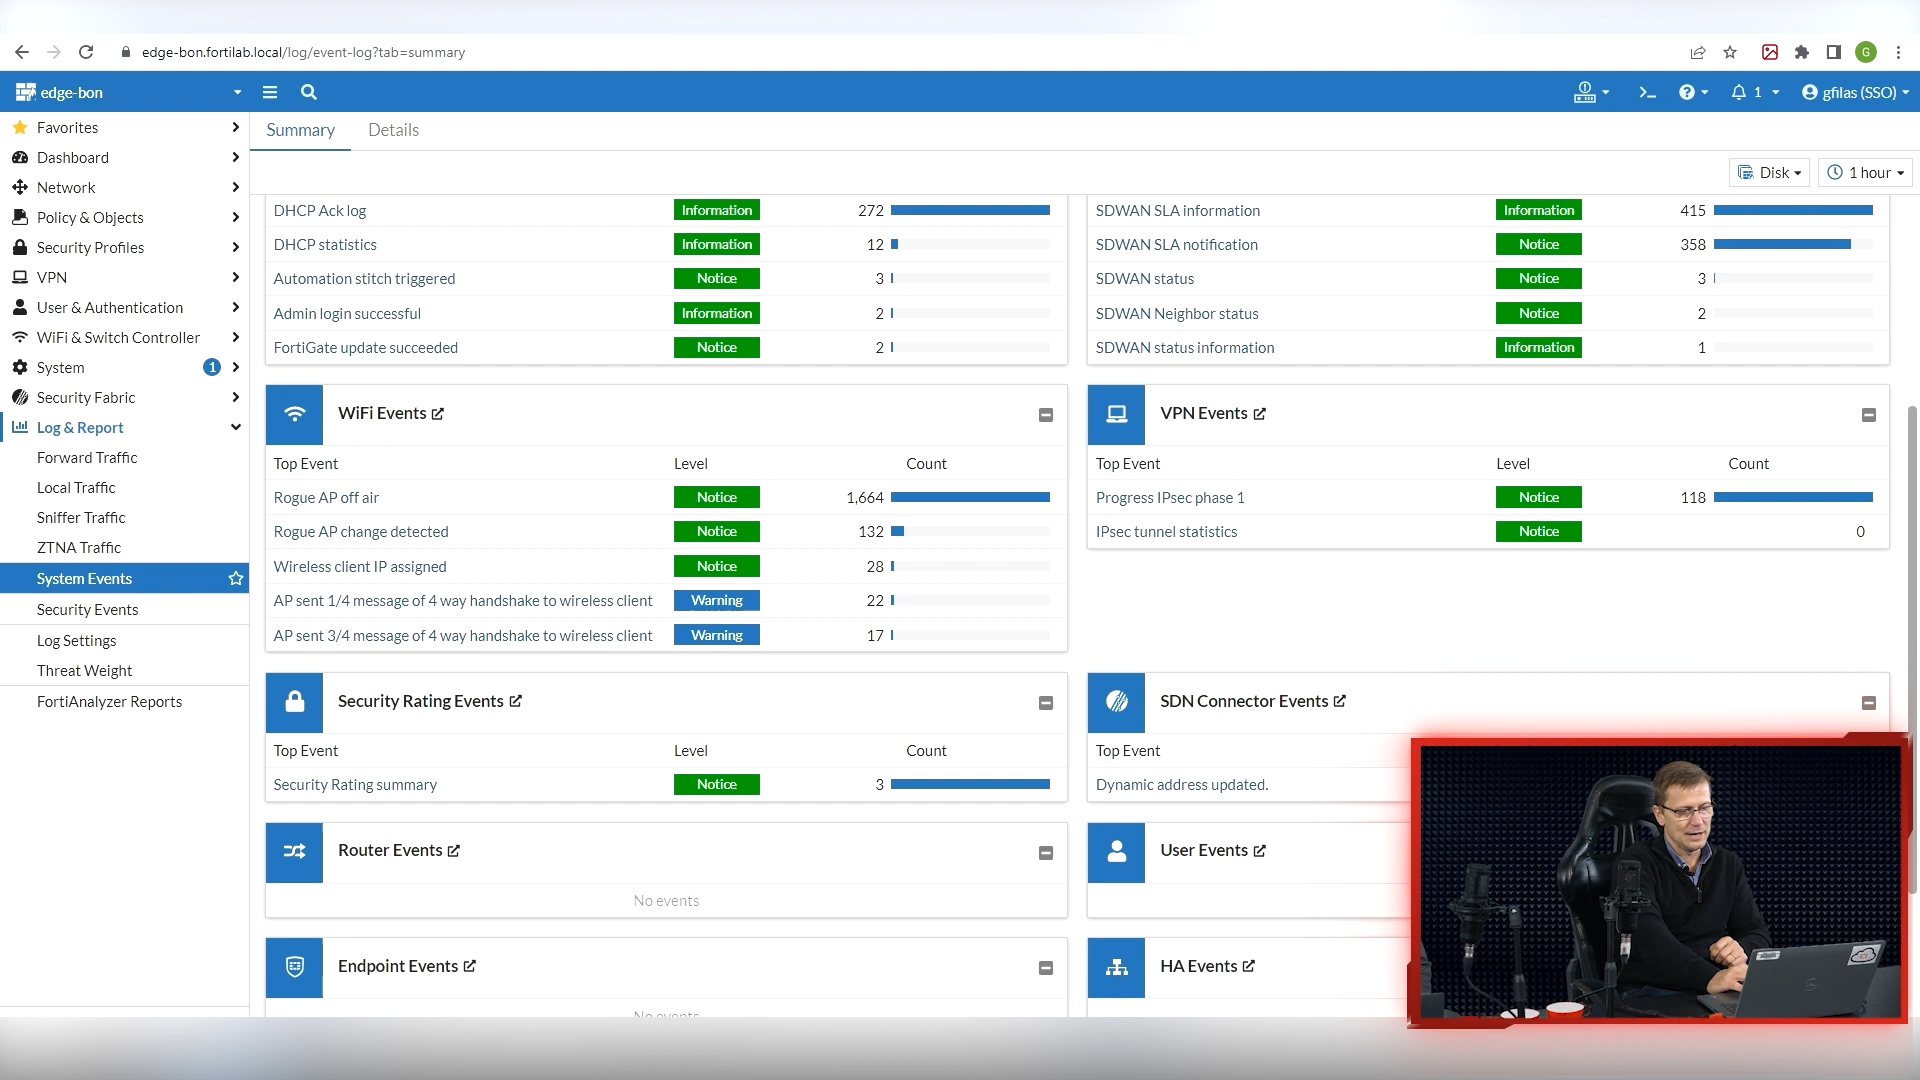 edge-bon.fortilab.local/log/event-log?tab=summary
G
edge-bon
1
gfilas (SSO)
Favorites
Dashboard
Network
Policy & Objects
Security Profiles
VPN
User & Authentication
WiFi & Switch Controller
System 1
Security Fabric
Log & Report
Forward Traffic
Local Traffic
Sniffer Traffic
ZTNA Traffic
System Events
Security Events
Log Settings
Threat Weight
FortiAnalyzer Reports
Summary Details
Disk 1 hour
DHCP Ack log Information 272
DHCP statistics Information 12
Automation stitch triggered Notice 3
Admin login successful Information 2
FortiGate update succeeded Notice 2
SDWAN SLA information Information 415
SDWAN SLA notification Notice 358
SDWAN status Notice 3
SDWAN Neighbor status Notice 2
SDWAN status information Information 1
WiFi Events
Top Event Level Count
Rogue AP off air Notice 1,664
Rogue AP change detected Notice 132
Wireless client IP assigned Notice 28
AP sent 1/4 message of 4 way handshake to wireless client Warning 22
AP sent 3/4 message of 4 way handshake to wireless client Warning 17
VPN Events
Top Event Level Count
Progress IPsec phase 1 Notice 118
IPsec tunnel statistics Notice 0
Security Rating Events
Top Event Level Count
Security Rating summary Notice 3
SDN Connector Events
Top Event
Dynamic address updated.
Router Events
No events
User Events
Endpoint Events
No events
HA Events